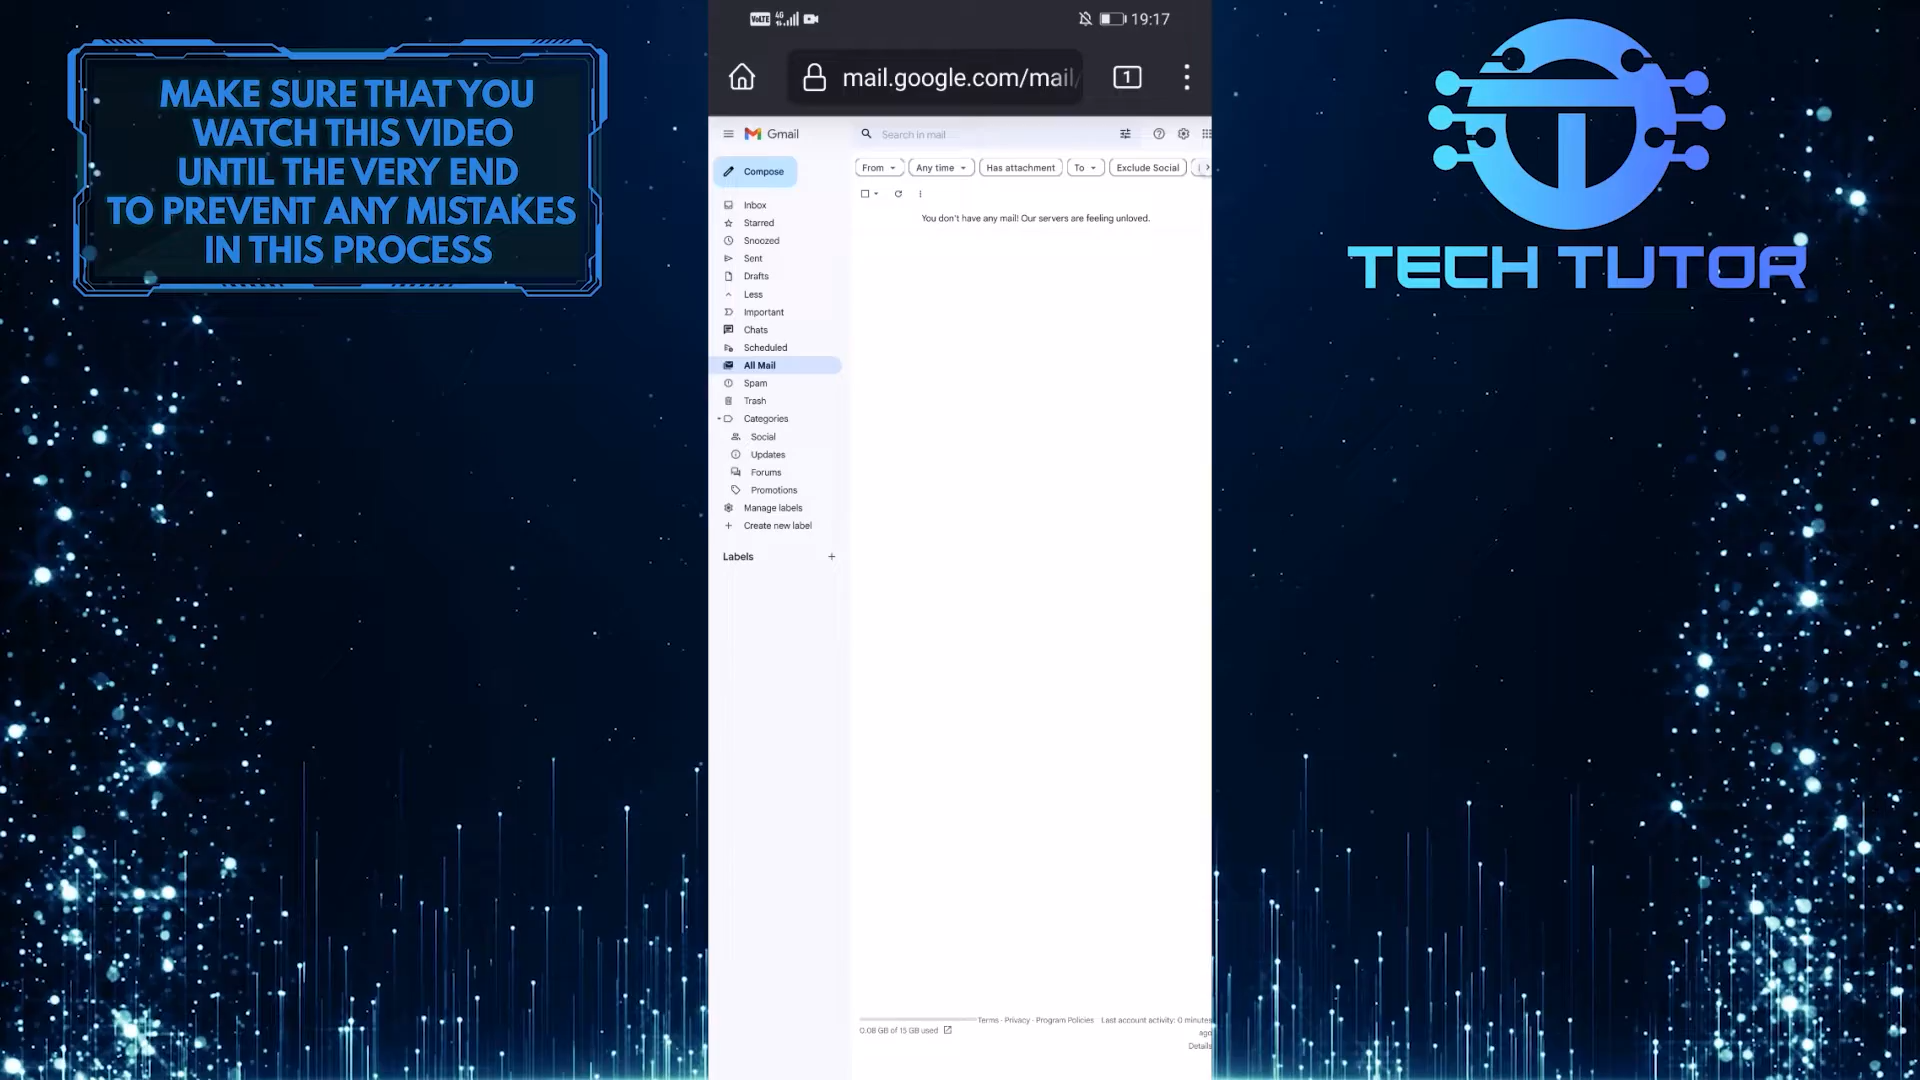 MAKE SURE THAT YOU
WATCH THIS VIDEO
UNTIL THE VERY END
TO PREVENT ANY MISTAKES
IN THIS PROCESS
VoLTE 4G
19:17
mail.google.com/mail/
1
Gmail
Search in mail
Compose
From
Any time
Has attachment
To
Exclude Social
Inbox
Starred
Snoozed
Sent
Drafts
Less
Important
Chats
Scheduled
All Mail
Spam
Trash
Categories
Social
Updates
Forums
Promotions
Manage labels
Create new label
Labels
+
You don't have any mail! Our servers are feeling unloved.
0.08 GB of 15 GB used
Terms · Privacy · Program Policies
Last account activity: 0 minutes
ago
Details
TECH TUTOR